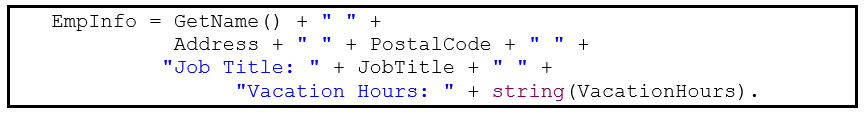 EmpInfo = GetName() + " " +
Address + " " + PostalCode + " " +
"Job Title: " + JobTitle + " " +
"Vacation Hours: " + string(VacationHours).